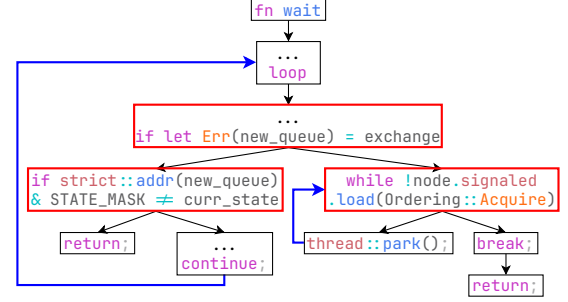 fn wait
...
loop
...
if let Err(new_queue) = exchange
if strict::addr(new_queue)
& STATE_MASK ≠ curr_state
while !node.signaled
.load(Ordering::Acquire)
return;
...
continue;
thread::park();
break;
return;